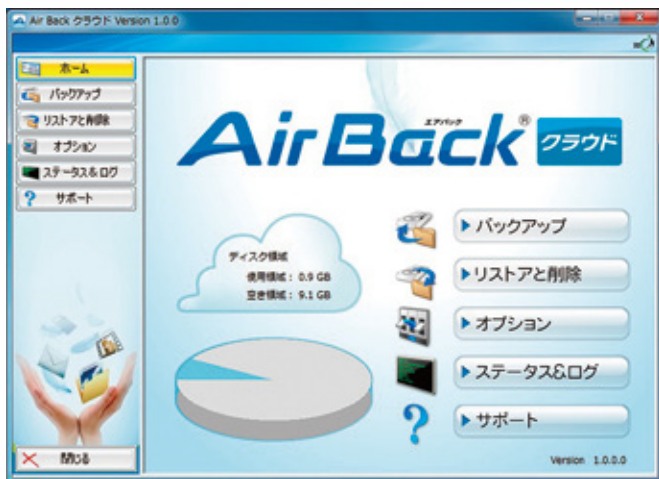 Air Back クラウド Version 1.0.0
ホーム
バックアップ
リストアと削除
オプション
ステータス&ログ
サポート
閉じる
エアバック
Air Back® クラウド
ディスク領域
使用領域: 0.9 GB
空き領域: 9.1 GB
バックアップ
リストアと削除
オプション
ステータス&ログ
?
サポート
Version 1.0.0.0